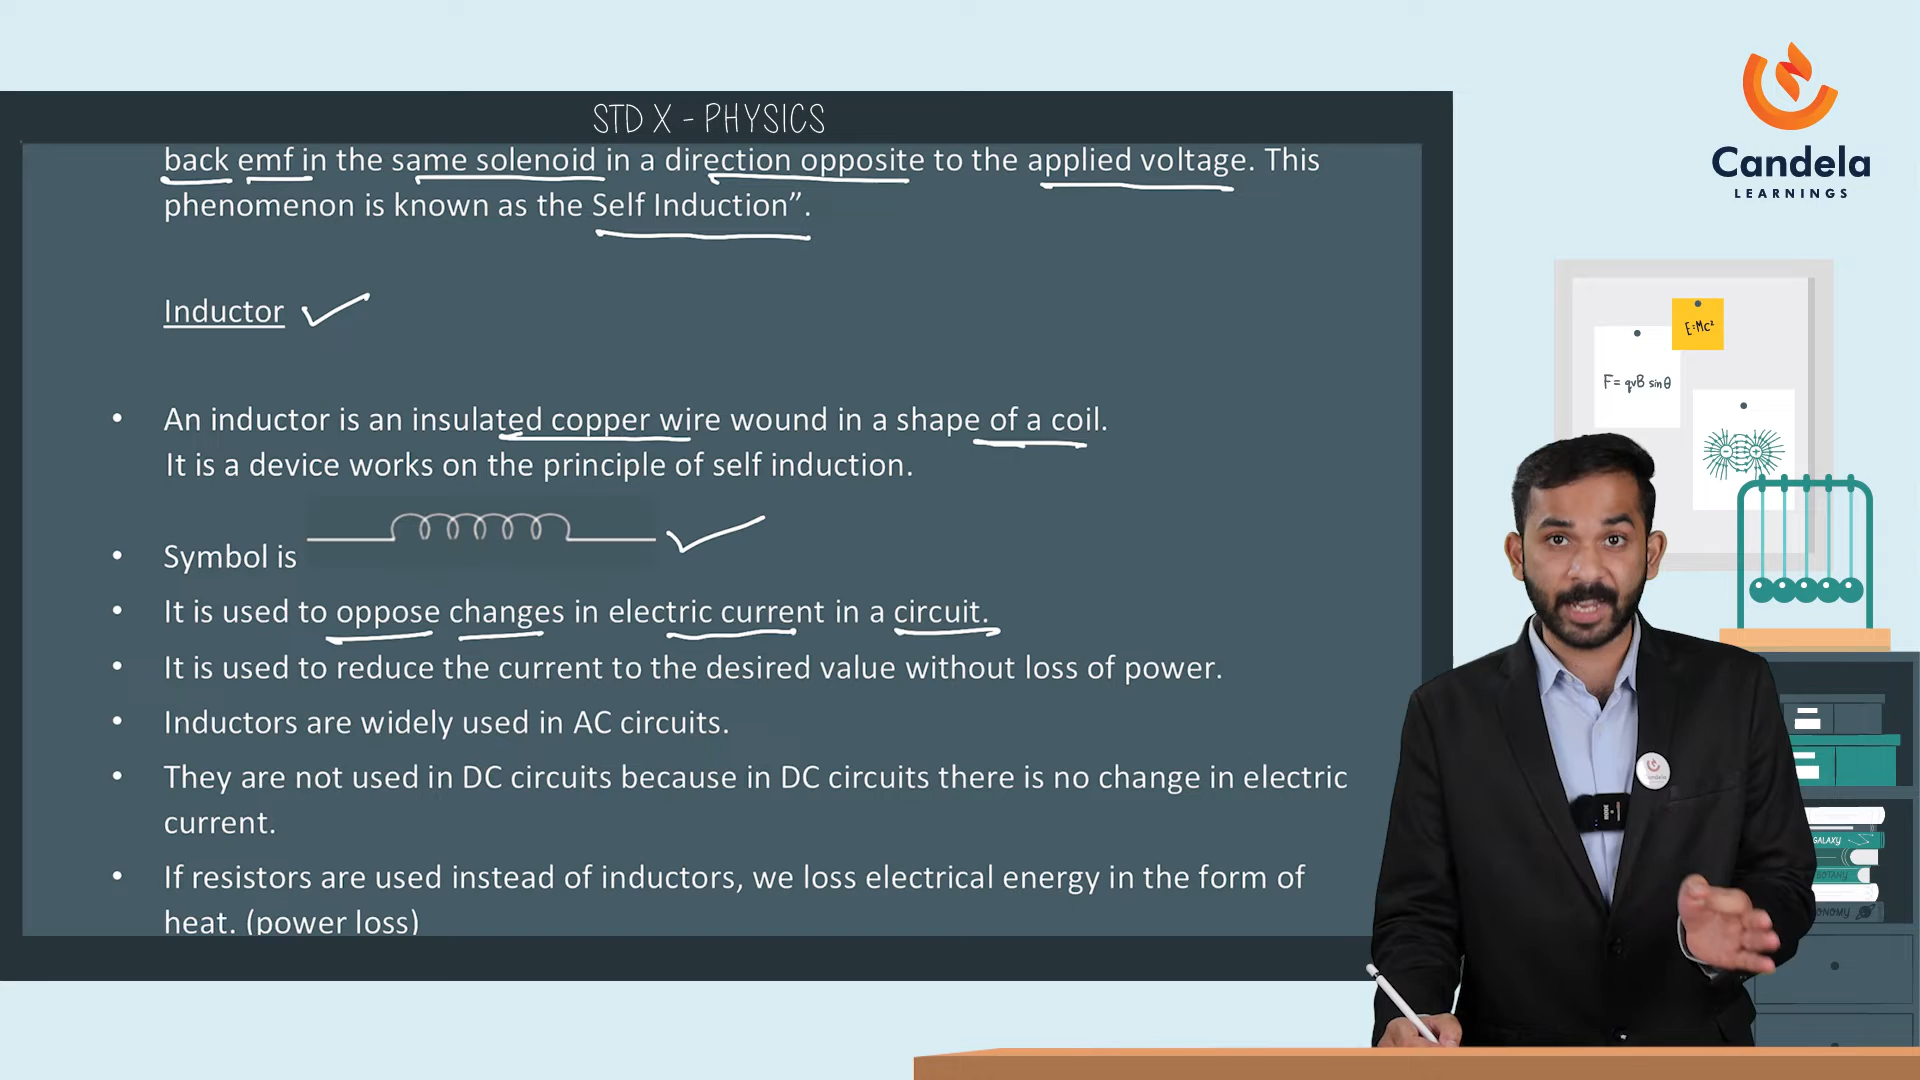 STD X - PHYSICS
back emf in the same solenoid in a direction opposite to the applied voltage. This
phenomenon is known as the Self Induction”.
Inductor
• An inductor is an insulated copper wire wound in a shape of a coil.
It is a device works on the principle of self induction.
• Symbol is
• It is used to oppose changes in electric current in a circuit.
• It is used to reduce the current to the desired value without loss of power.
• Inductors are widely used in AC circuits.
• They are not used in DC circuits because in DC circuits there is no change in electric
current.
• If resistors are used instead of inductors, we loss electrical energy in the form of
heat. (power loss)
Candela
LEARNINGS
E=Mc²
F= qvB sinθ
Candela
GALAXY
BOTANY